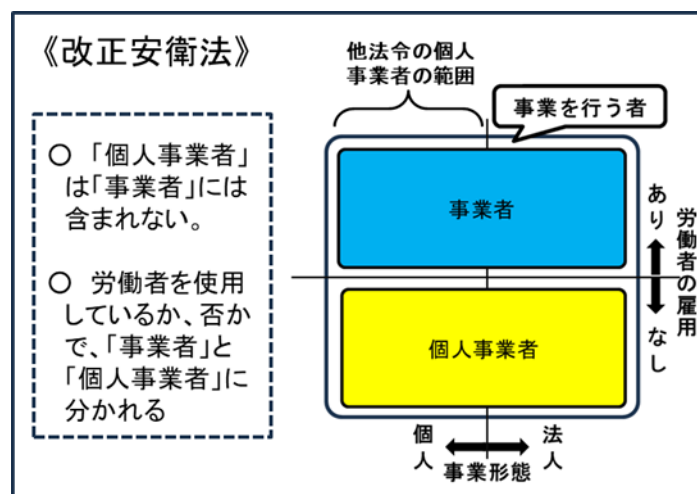 《改正安衛法》
他法令の個人
事業者の範囲
事業を行う者
○ 「個人事業者」
は「事業者」には
含まれない。
○ 労働者を使用
しているか、否か
で、「事業者」と
「個人事業者」に
分かれる
事業者
個人事業者
あり
なし
労働者の雇用
個人
法人
事業形態